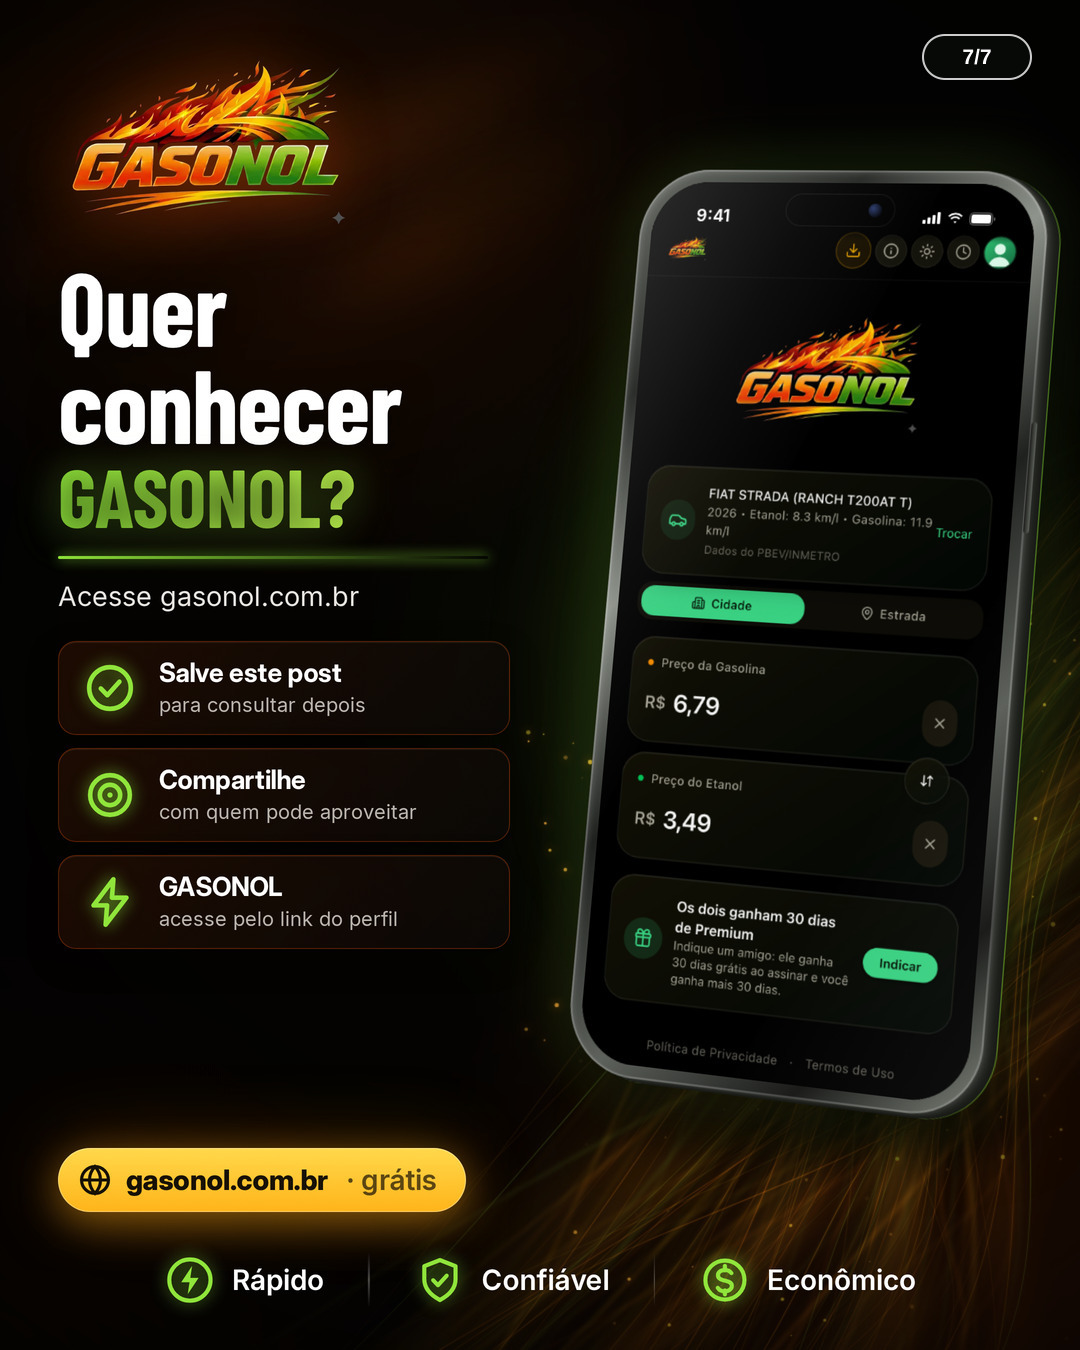 7/7
GASONOL
Quer
conhecer
GASONOL?
Acesse gasonol.com.br
Salve este post
para consultar depois
Compartilhe
com quem pode aproveitar
GASONOL
acesse pelo link do perfil
gasonol.com.br · grátis
9:41
GASONOL
GASONOL
FIAT STRADA (RANCH T200AT T)
2026 • Etanol: 8.3 km/l • Gasolina: 11.9
km/l
Trocar
Dados do PBEV/INMETRO
Cidade
Estrada
Preço da Gasolina
R$ 6,79
Preço do Etanol
R$ 3,49
Os dois ganham 30 dias
de Premium
Indique um amigo: ele ganha
30 dias grátis ao assinar e você
ganha mais 30 dias.
Indicar
Política de Privacidade · Termos de Uso
Rápido
Confiável
Econômico